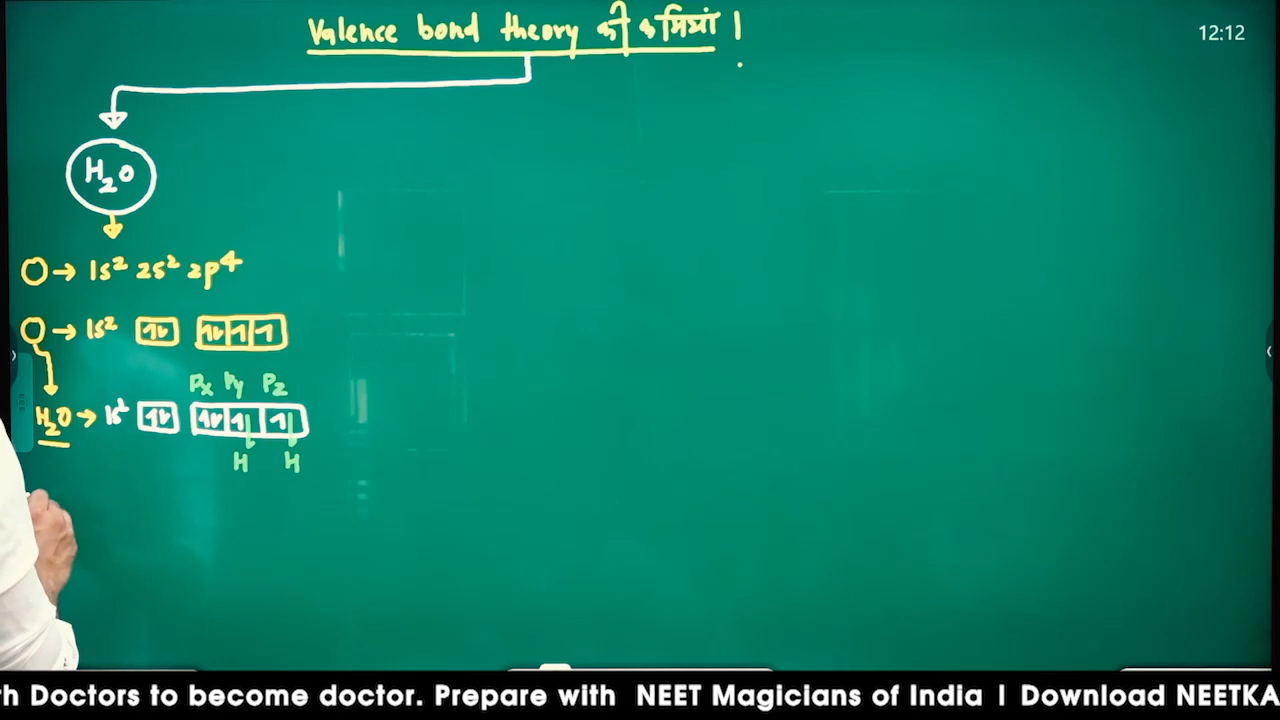 Valence bond theory की कमियां |
12:12
H₂O
O → 1s² 2s² 2p⁴
O → 1s² ↿⇂ ↿⇂ ↿ ↿
Px Py Pz
H₂O → 1s² ↿⇂ ↿⇂ ↿⇂ ↿⇂
H H
th Doctors to become doctor. Prepare with NEET Magicians of India | Download NEETKA